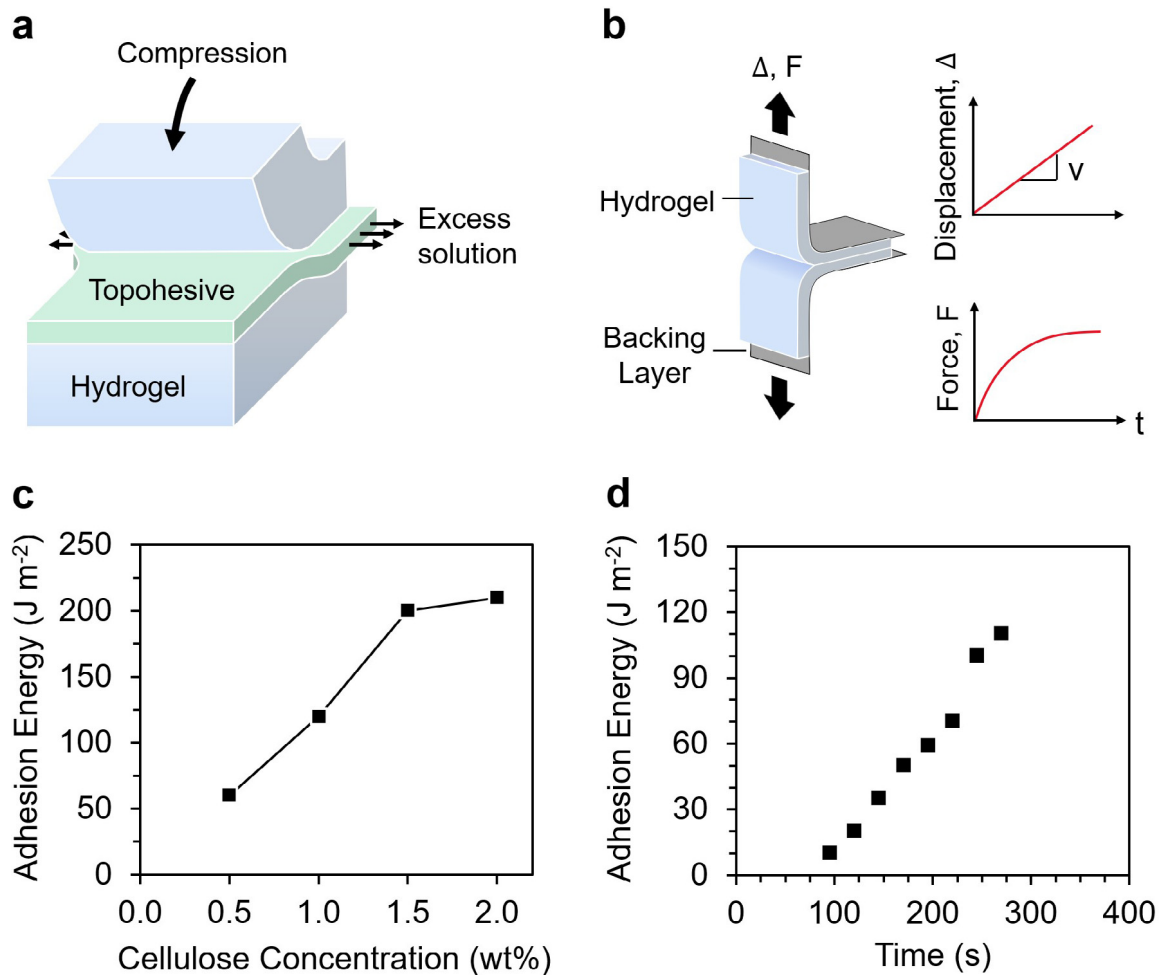 a
Compression
Excess
solution
Topohesive
Hydrogel
b
Δ, F
Hydrogel
Backing
Layer
Displacement, Δ
v
Force, F
t
c
Adhesion Energy (J m-2)
250
200
150
100
50
0
0.0 0.5 1.0 1.5 2.0
Cellulose Concentration (wt%)
d
Adhesion Energy (J m-2)
150
120
90
60
30
0
0 100 200 300 400
Time (s)